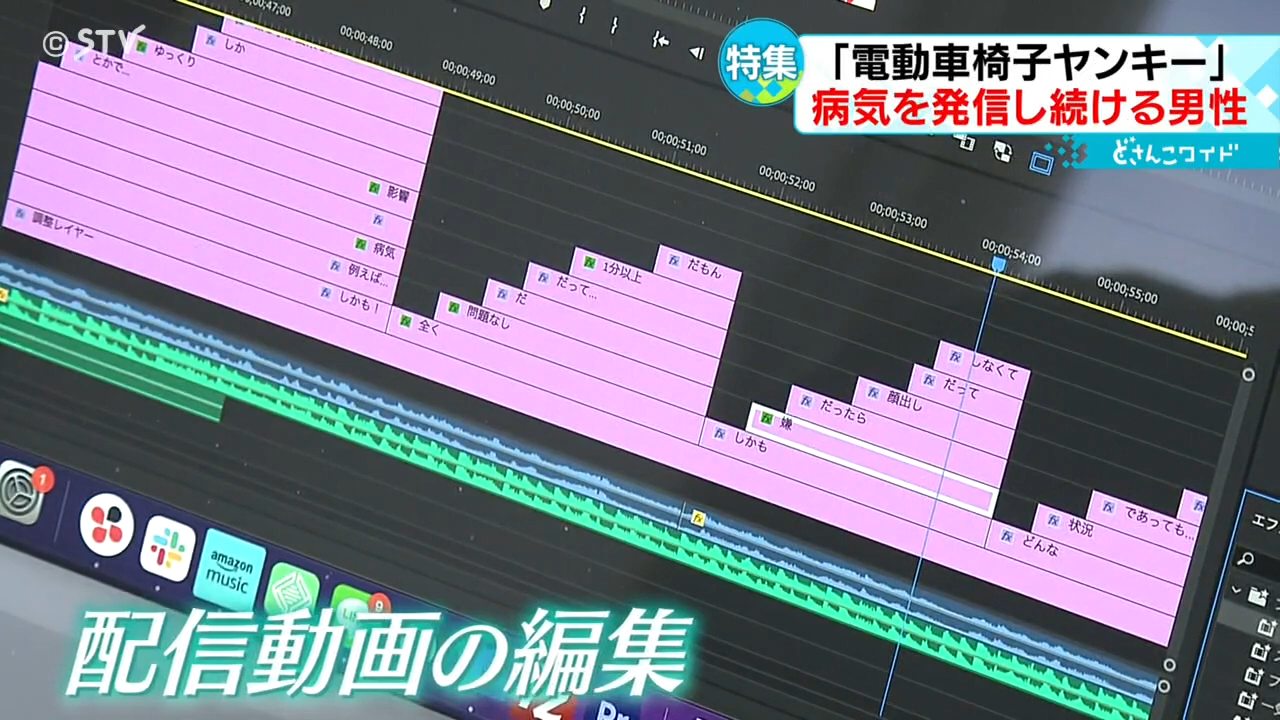 © STV
特集
「電動車椅子ヤンキー」
病気を発信し続ける男性
どさんこワイド
00;00;48;00
00;00;49;00
00;00;50;00
00;00;51;00
00;00;52;00
00;00;53;00
00;00;54;00
00;00;55;00
とかで...
ゆっくり
しか
影響
病気
例えば...
しかも！
調整レイヤー
全く
問題なし
だ
だって...
1分以上
だもん
しかも
嫌
だったら
顔出し
だって
しなくて
どんな
状況
であっても...
エフ
1
amazon
music
9
配信動画の編集
Pr